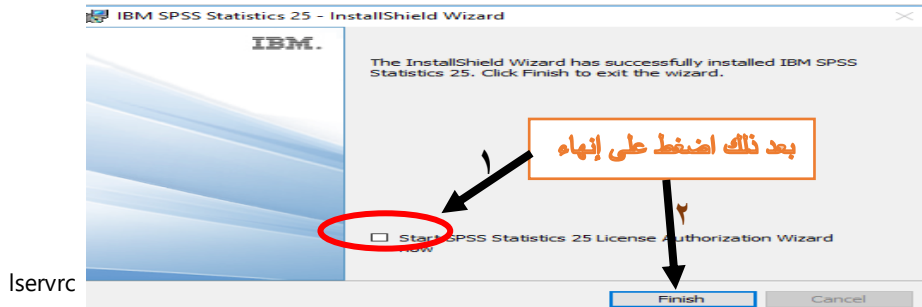 IBM SPSS Statistics 25 - InstallShield Wizard
IBM.
The InstallShield Wizard has successfully installed IBM SPSS
Statistics 25. Click Finish to exit the wizard.
بعد ذلك اضغط على إنهاء
١
٢
Start SPSS Statistics 25 License Authorization Wizard
now
lservrc
Finish
Cancel